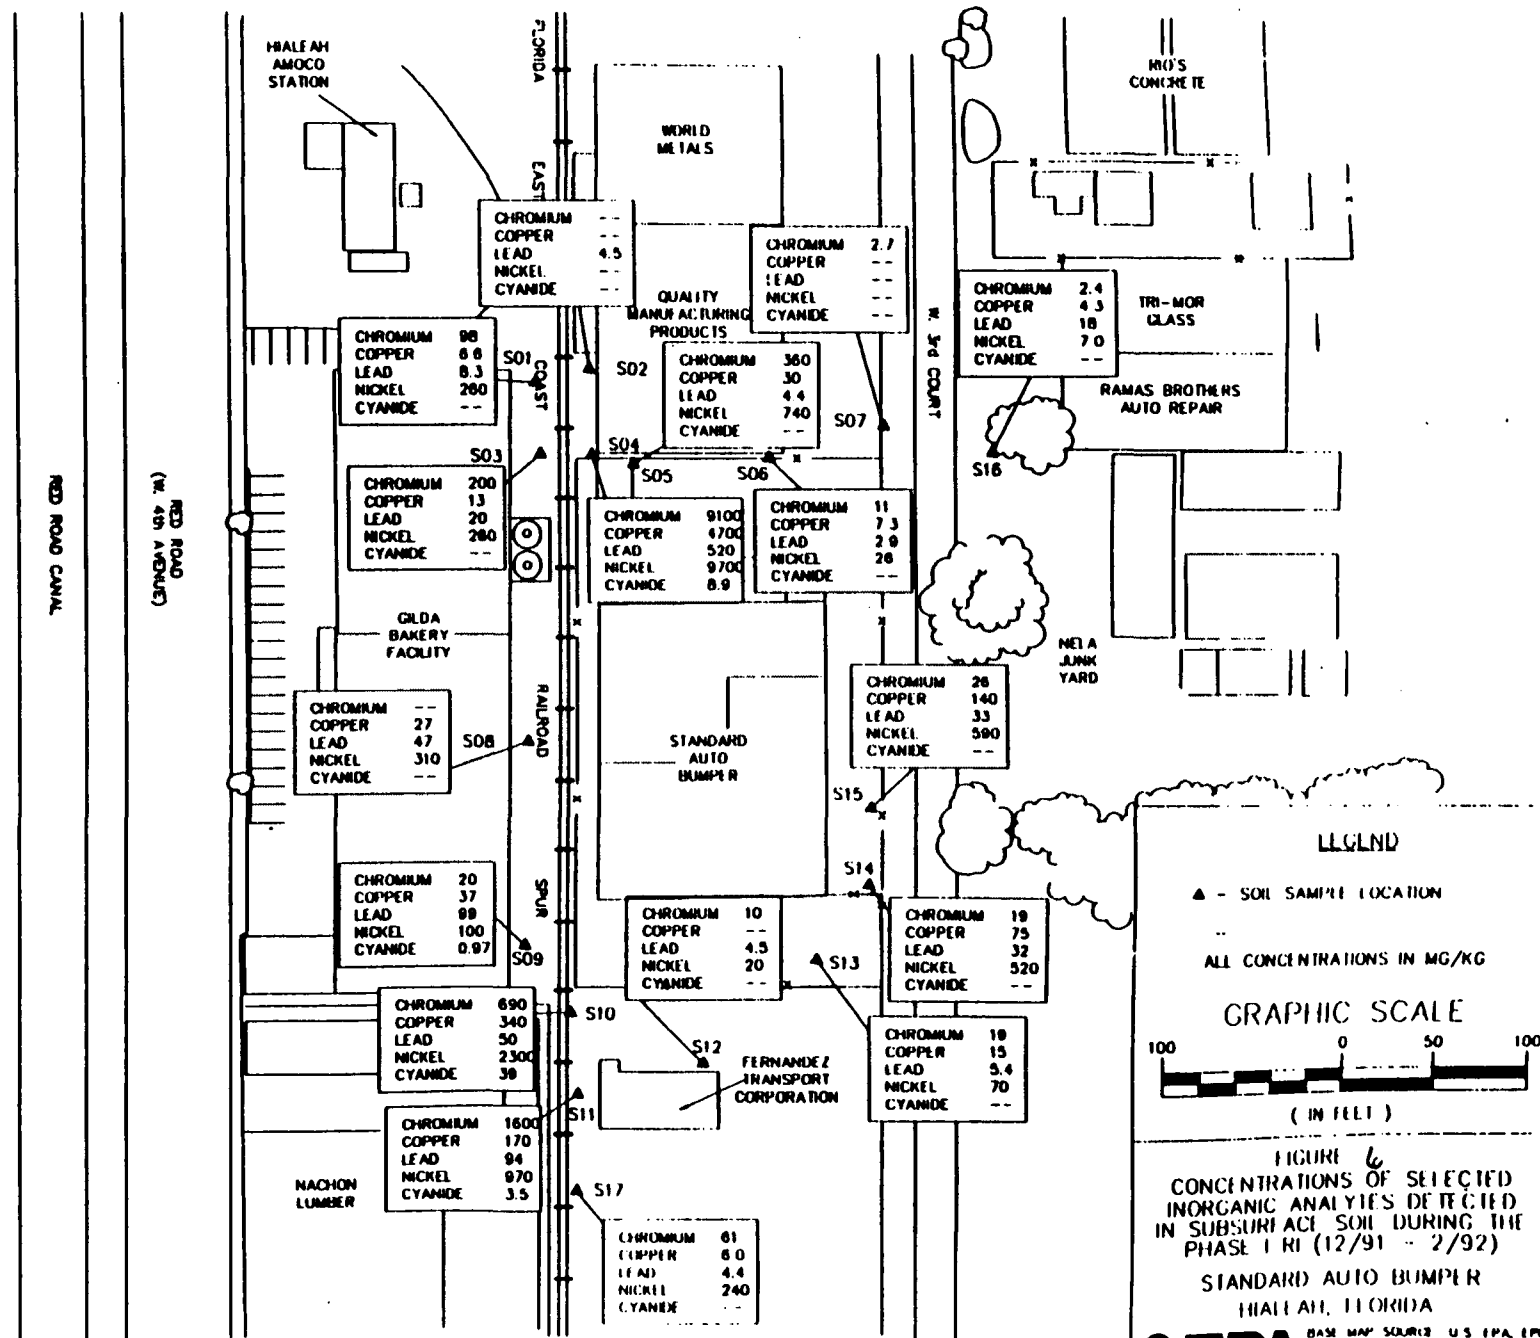 HIALEAH
AMOCO
STATION
FLORIDA
EAST
COAST
RAILROAD
SPUR
WORLD
METALS
RIO'S
CONCRETE
CHROMIUM --
COPPER --
LEAD 4.5
NICKEL --
CYANIDE --
QUALITY
MANUFACTURING
PRODUCTS
CHROMIUM 2.7
COPPER --
LEAD --
NICKEL --
CYANIDE --
W. 3rd COURT
CHROMIUM 2.4
COPPER 4.3
LEAD 18
NICKEL 7.0
CYANIDE --
TRI-MOR
GLASS
RAMAS BROTHERS
AUTO REPAIR
CHROMIUM 98
COPPER 6.6
LEAD 8.3
NICKEL 260
CYANIDE --
S01
S02
CHROMIUM 360
COPPER 30
LEAD 4.4
NICKEL 740
CYANIDE --
S07
S03
S04
S05
S06
S16
CHROMIUM 200
COPPER 13
LEAD 20
NICKEL 260
CYANIDE --
CHROMIUM 9100
COPPER 4700
LEAD 520
NICKEL 9700
CYANIDE 8.9
CHROMIUM 11
COPPER 7.3
LEAD 2.9
NICKEL 26
CYANIDE --
RED ROAD CANAL
RED ROAD
(W. 4th AVENUE)
GILDA
BAKERY
FACILITY
NELA
JUNK
YARD
CHROMIUM --
COPPER 27
LEAD 47
NICKEL 310
CYANIDE --
S08
STANDARD
AUTO
BUMPER
CHROMIUM 26
COPPER 140
LEAD 33
NICKEL 590
CYANIDE --
S15
S14
CHROMIUM 20
COPPER 37
LEAD 99
NICKEL 100
CYANIDE 0.97
S09
CHROMIUM 10
COPPER --
LEAD 4.5
NICKEL 20
CYANIDE --
S13
CHROMIUM 19
COPPER 75
LEAD 32
NICKEL 520
CYANIDE --
CHROMIUM 690
COPPER 340
LEAD 50
NICKEL 2300
CYANIDE 39
S10
S12
FERNANDEZ
TRANSPORT
CORPORATION
CHROMIUM 19
COPPER 15
LEAD 5.4
NICKEL 70
CYANIDE --
S11
CHROMIUM 1600
COPPER 170
LEAD 94
NICKEL 970
CYANIDE 3.5
NACHON
LUMBER
S17
CHROMIUM 61
COPPER 6.0
LEAD 4.4
NICKEL 240
CYANIDE --
LEGEND
▲ - SOIL SAMPLE LOCATION
--
ALL CONCENTRATIONS IN MG/KG
GRAPHIC SCALE
100 0 50 100
( IN FEET )
FIGURE 6
CONCENTRATIONS OF SELECTED
INORGANIC ANALYTES DETECTED
IN SUBSURFACE SOIL DURING THE
PHASE I RI (12/91 - 2/92)
STANDARD AUTO BUMPER
HIALEAH, FLORIDA
BASE MAP SOURCE U.S. EPA